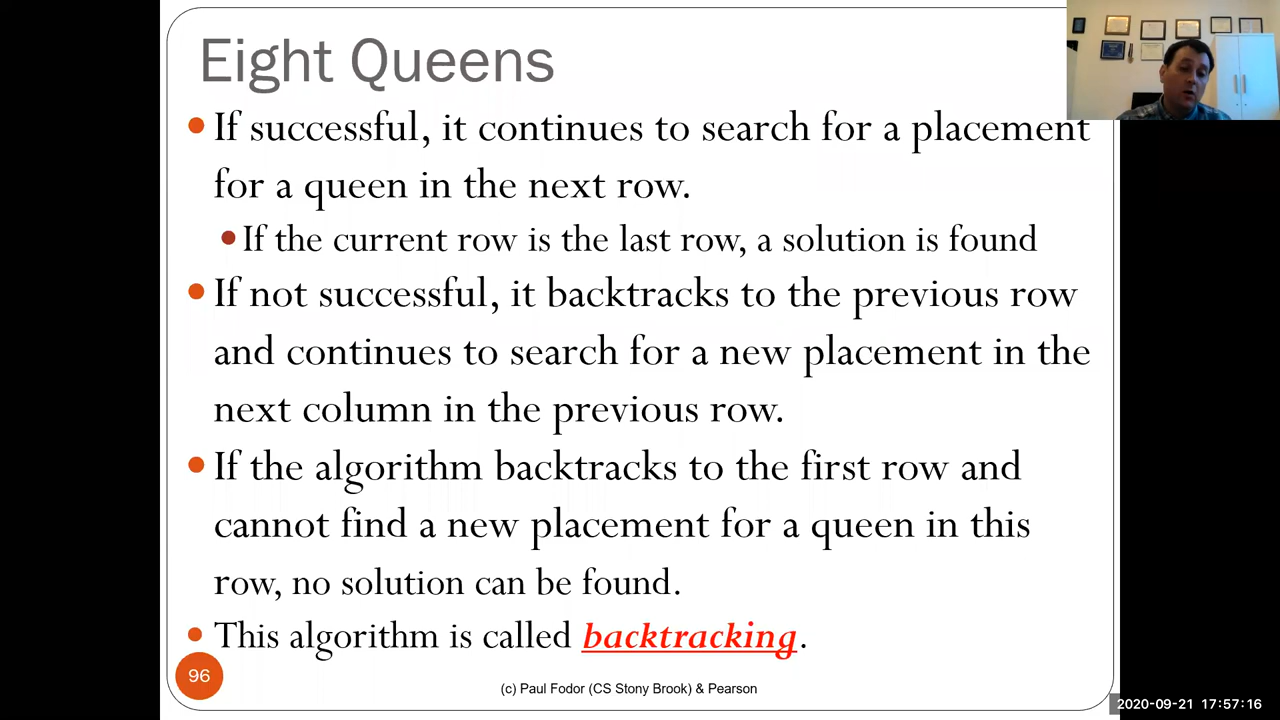 Eight Queens
If successful, it continues to search for a placement
for a queen in the next row.
If the current row is the last row, a solution is found
If not successful, it backtracks to the previous row
and continues to search for a new placement in the
next column in the previous row.
If the algorithm backtracks to the first row and
cannot find a new placement for a queen in this
row, no solution can be found.
This algorithm is called backtracking.
96
(c) Paul Fodor (CS Stony Brook) & Pearson
2020-09-21 17:57:16